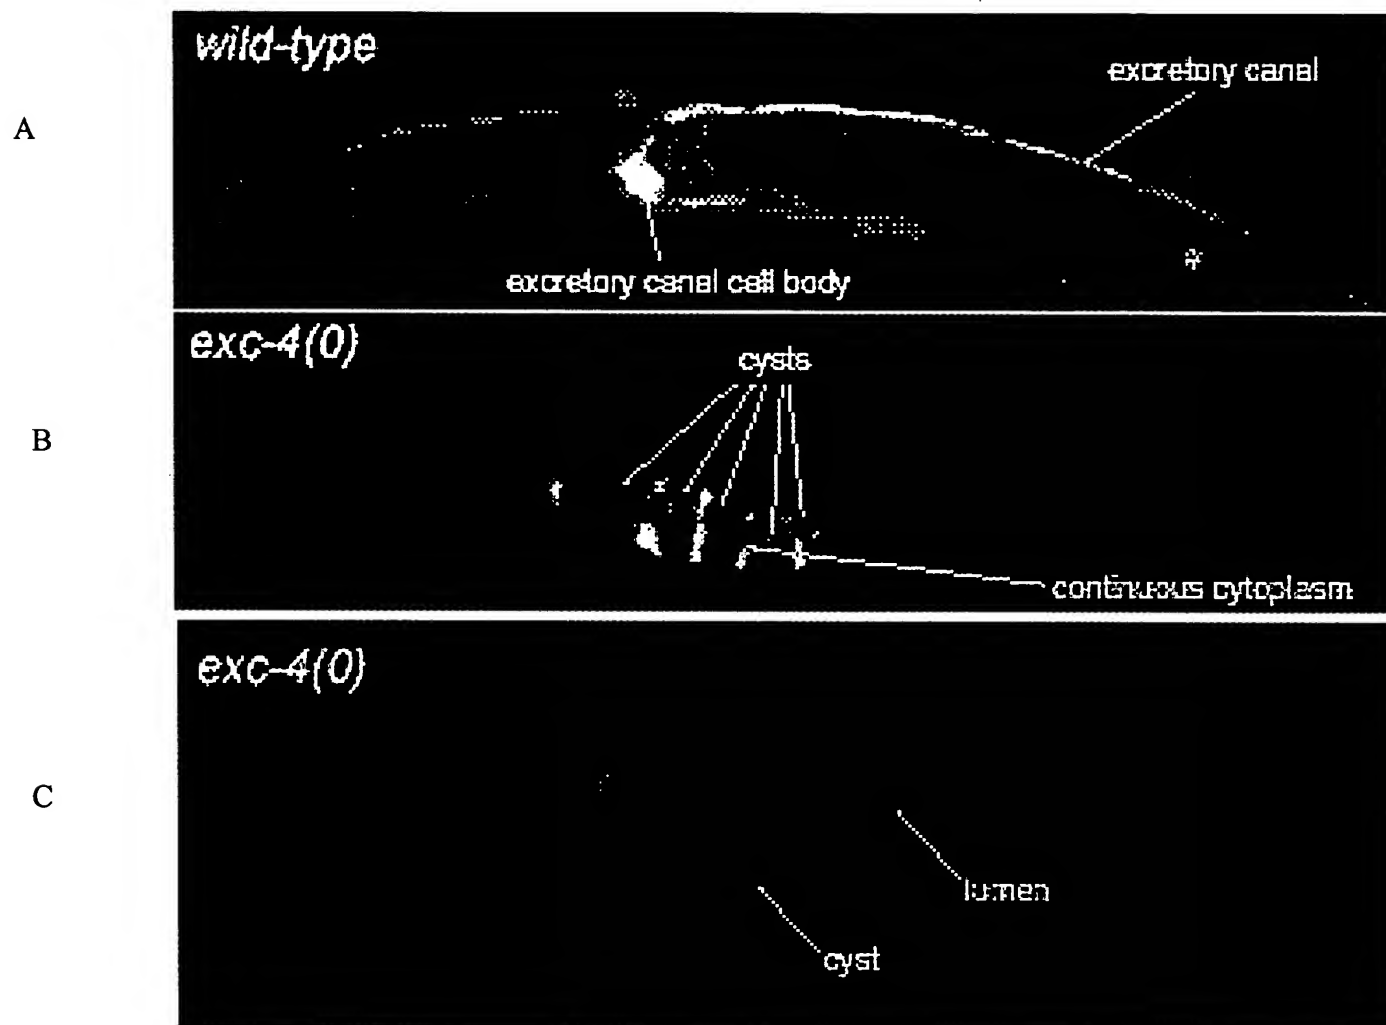 A
wild-type
excretory canal
excretory canal cell body
B
exc-4(0)
cysts
continuous cytoplasm
C
exc-4(0)
lumen
cyst